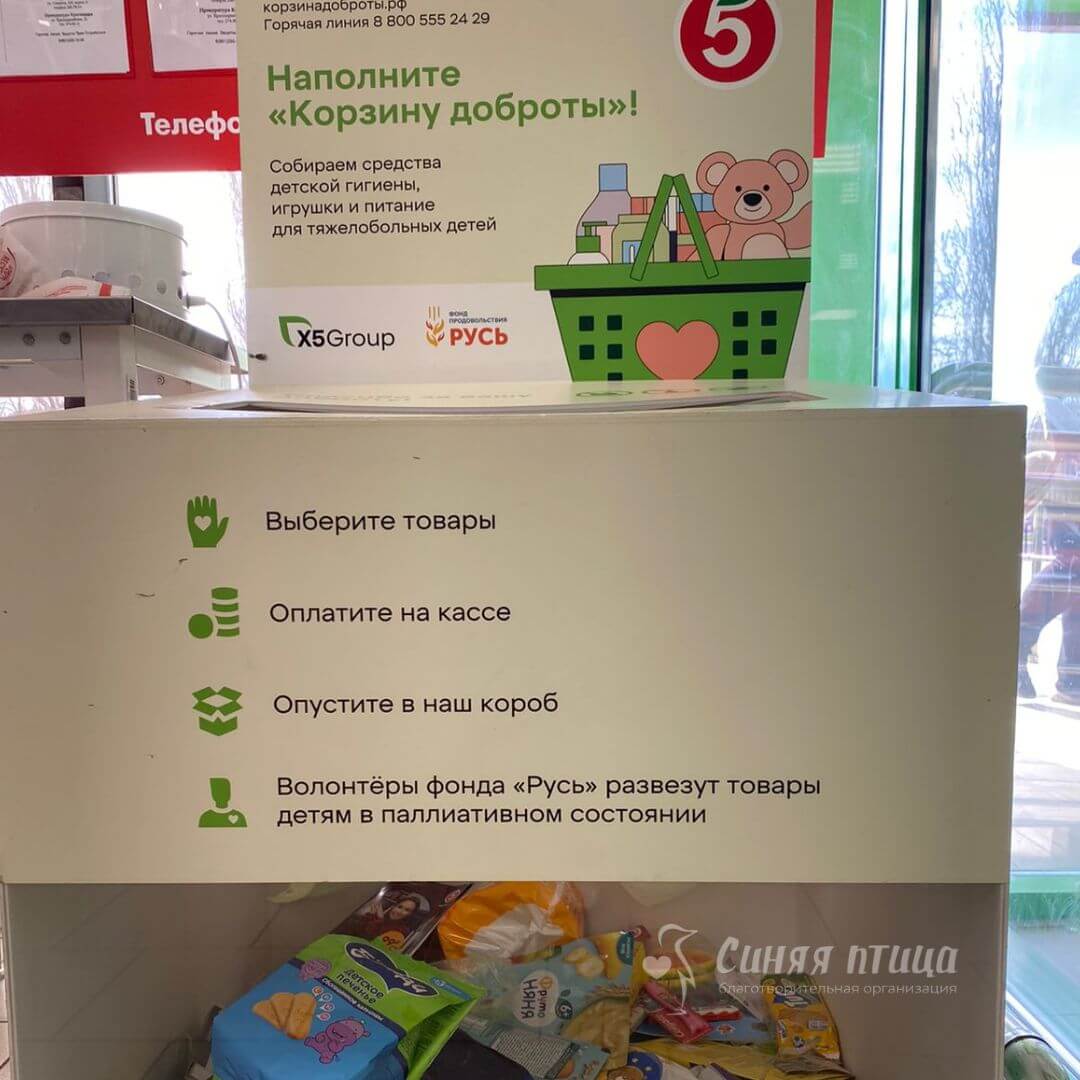 корзинадоброты.рф
Горячая линия 8 800 555 24 29
5
Наполните
«Корзину доброты»!
Телефо
Собираем средства
детской гигиены,
игрушки и питание
для тяжелобольных детей
X5Group
ФОНД
ПРОДОВОЛЬСТВИЯ
РУСЬ
Выберите товары
Оплатите на кассе
Опустите в наш короб
Волонтёры фонда «Русь» развезут товары
детям в паллиативном состоянии
детское
печенье
ФрутоНяня
6+
Синяя птица
благотворительная организация